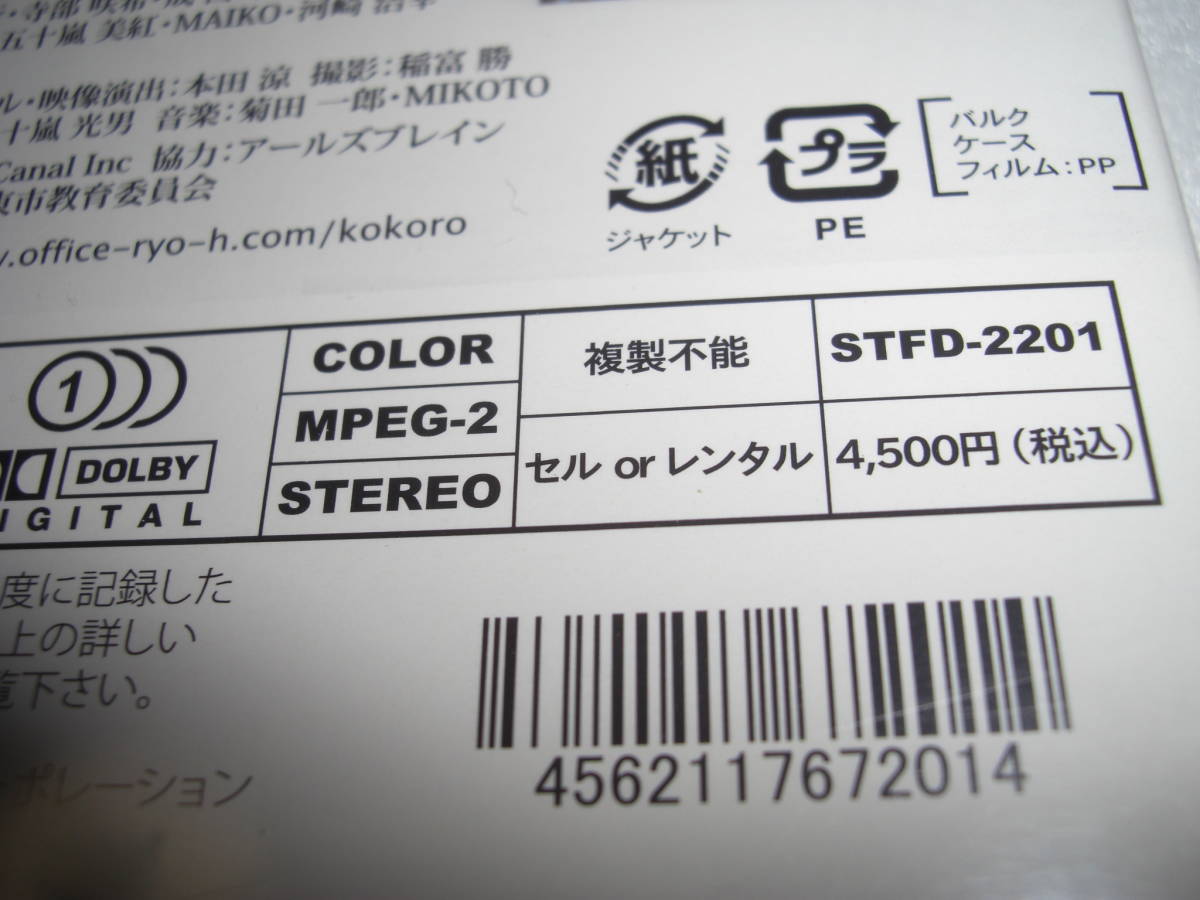 五十嵐 美紅・MAIKO・河崎
ル・映像演出：本田 涼 撮影：稲富 勝
十嵐 光男 音楽：菊田 一郎・MIKOTO
Canal Inc 協力：アールズブレイン
市教育委員会
.office-ryo-h.com/kokoro
紙
ジャケット
プラ
PE
バルク
ケース
フィルム：PP
1
DOLBY
IGITAL
COLOR
MPEG-2
STEREO
複製不能
セル or レンタル
STFD-2201
4,500円（税込）
度に記録した
上の詳しい
覧下さい。
ポレーション
4562117672014